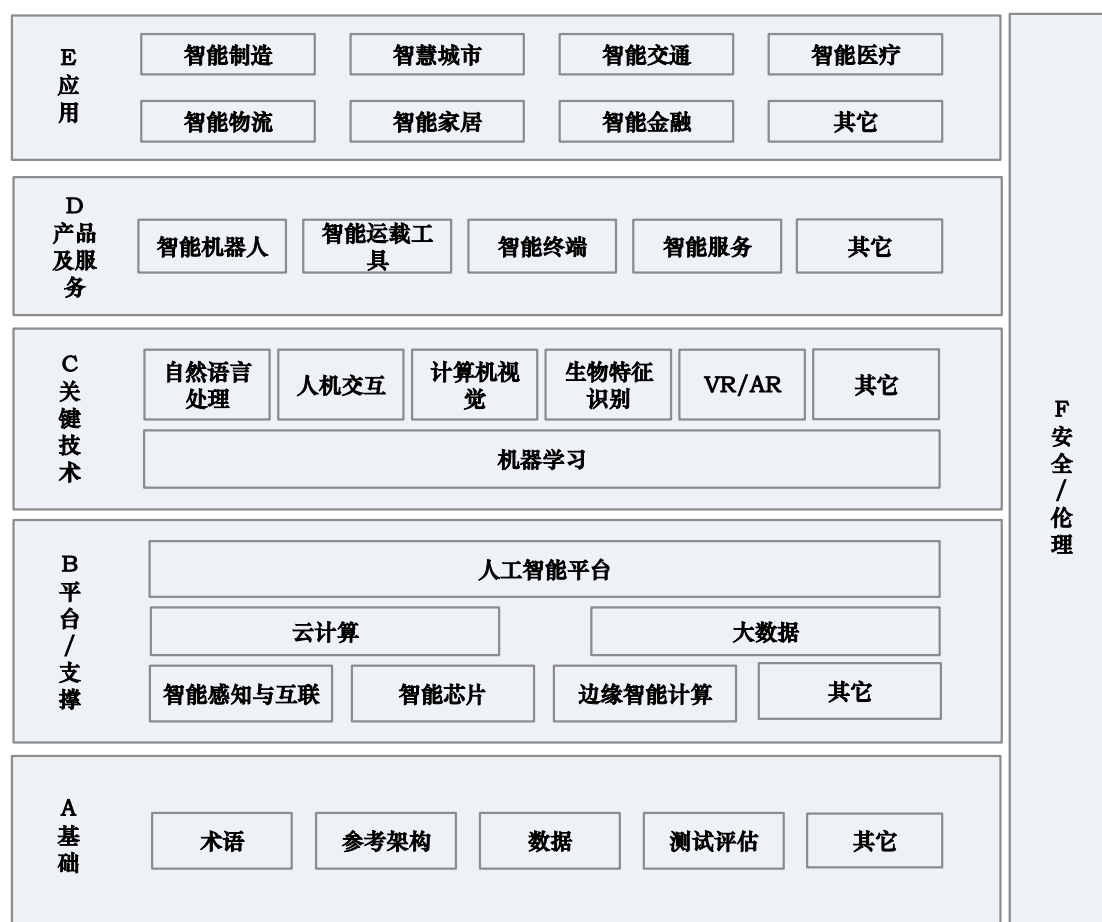 E
应
用
智能制造
智慧城市
智能交通
智能医疗
智能物流
智能家居
智能金融
其它
D
产品
及服
务
智能机器人
智能运载工
具
智能终端
智能服务
其它
C
关
键
技
术
自然语言
处理
人机交互
计算机视
觉
生物特征
识别
VR/AR
其它
机器学习
B
平
台
/
支
撑
人工智能平台
云计算
大数据
智能感知与互联
智能芯片
边缘智能计算
其它
A
基
础
术语
参考架构
数据
测试评估
其它
F
安
全
/
伦
理